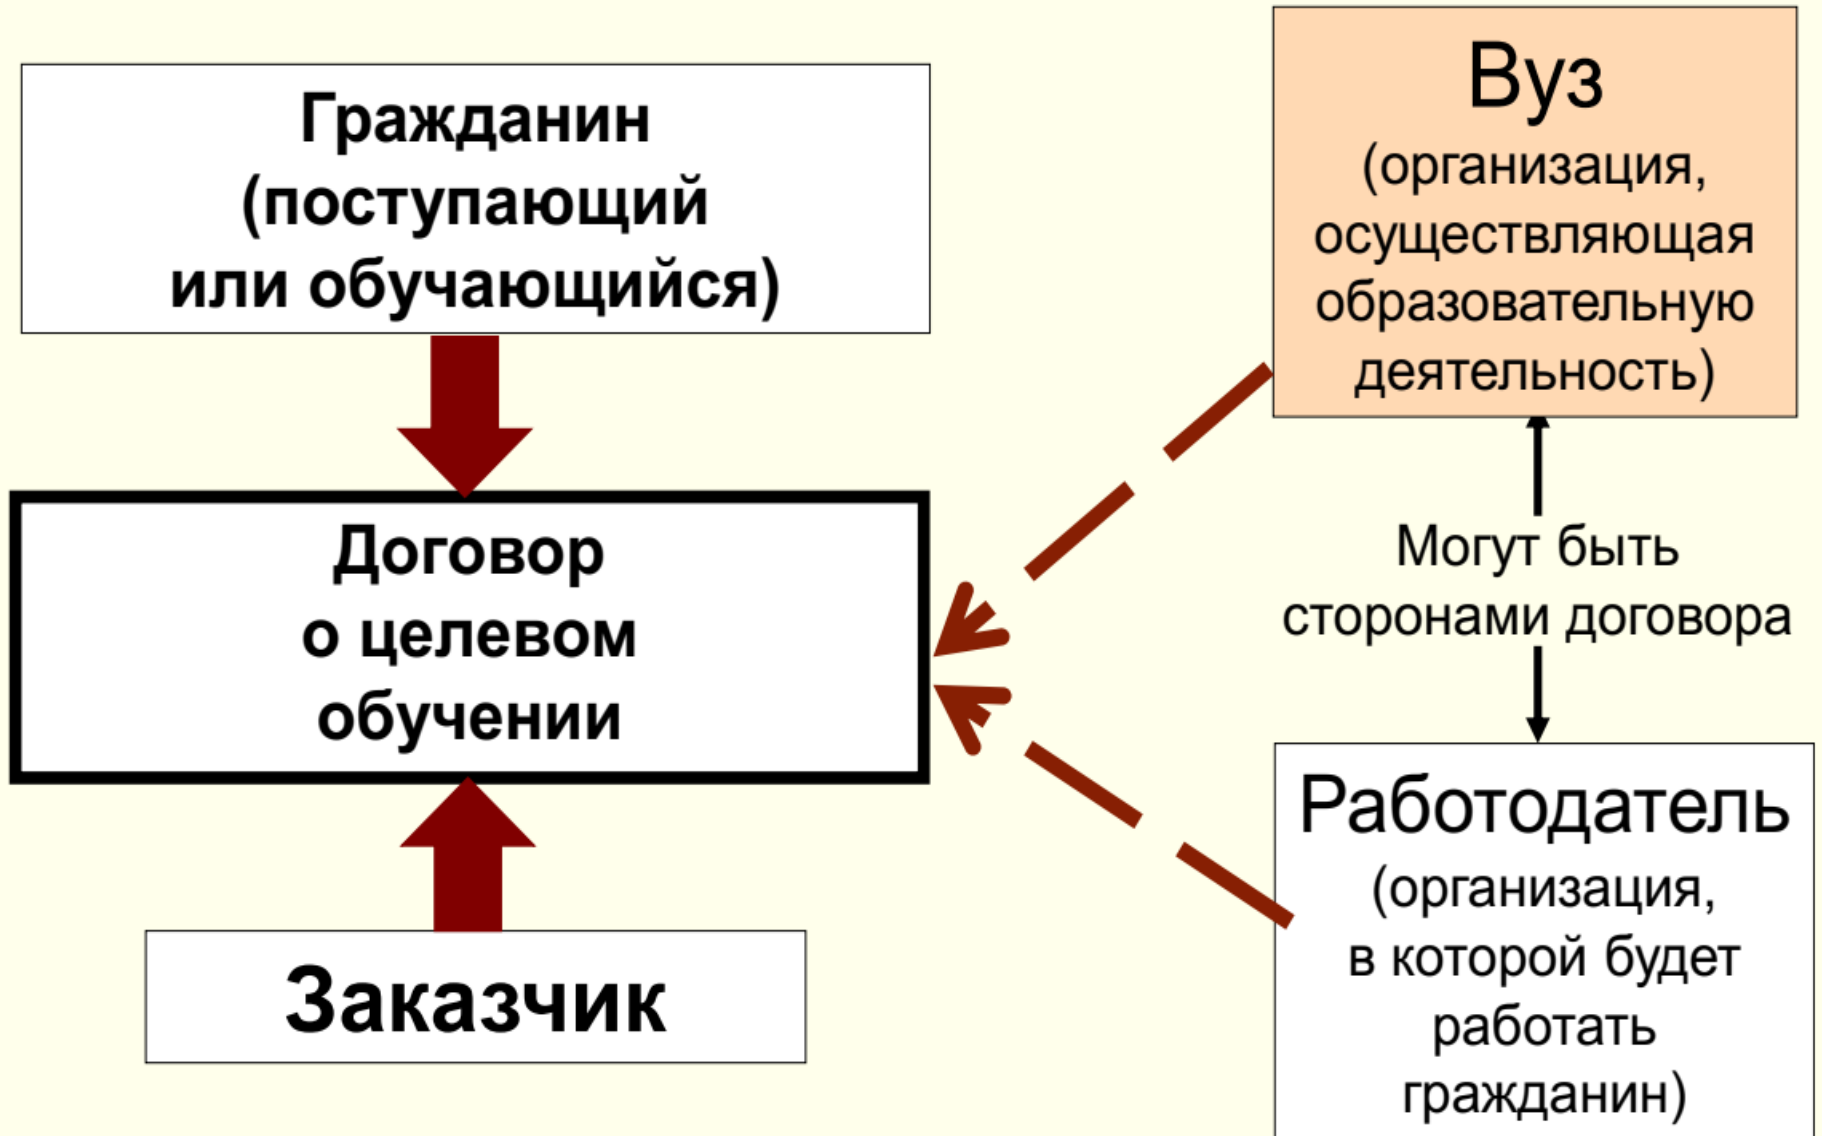 Гражданин
(поступающий
или обучающийся)
Договор
о целевом
обучении
Заказчик
Вуз
(организация,
осуществляющая
образовательную
деятельность)
Могут быть
сторонами договора
Работодатель
(организация,
в которой будет
работать
гражданин)